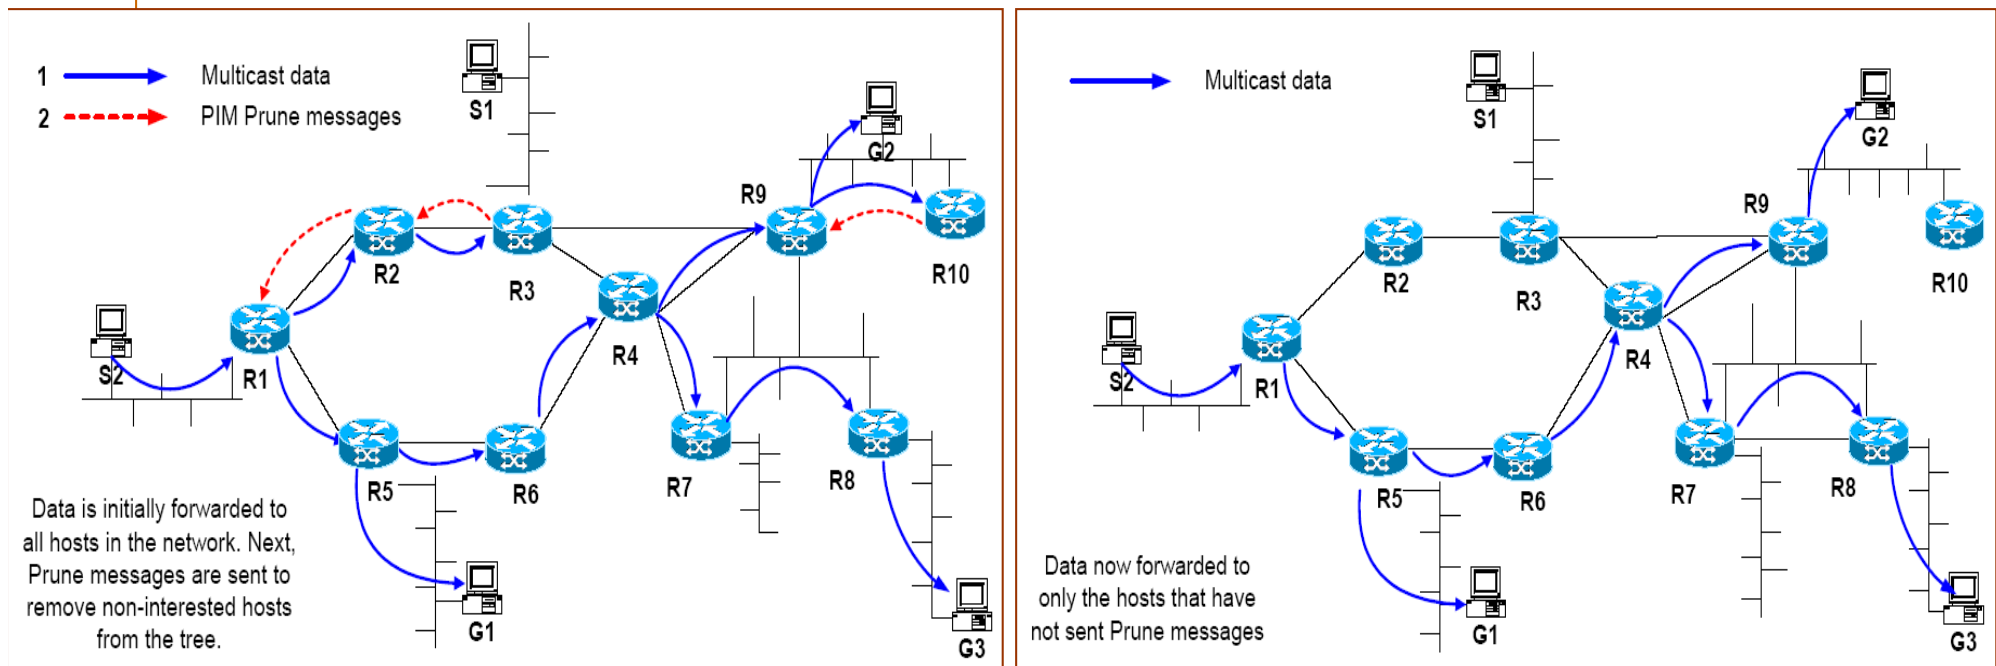 1 Multicast data
2 PIM Prune messages
S1
G2
R9
R2
R3
R10
R4
S2
R1
R5
R6
R7
R8
G1
G3
Data is initially forwarded to
all hosts in the network. Next,
Prune messages are sent to
remove non-interested hosts
from the tree.
Multicast data
S1
G2
R9
R2
R3
R10
R4
S2
R1
R5
R6
R7
R8
G1
G3
Data now forwarded to
only the hosts that have
not sent Prune messages